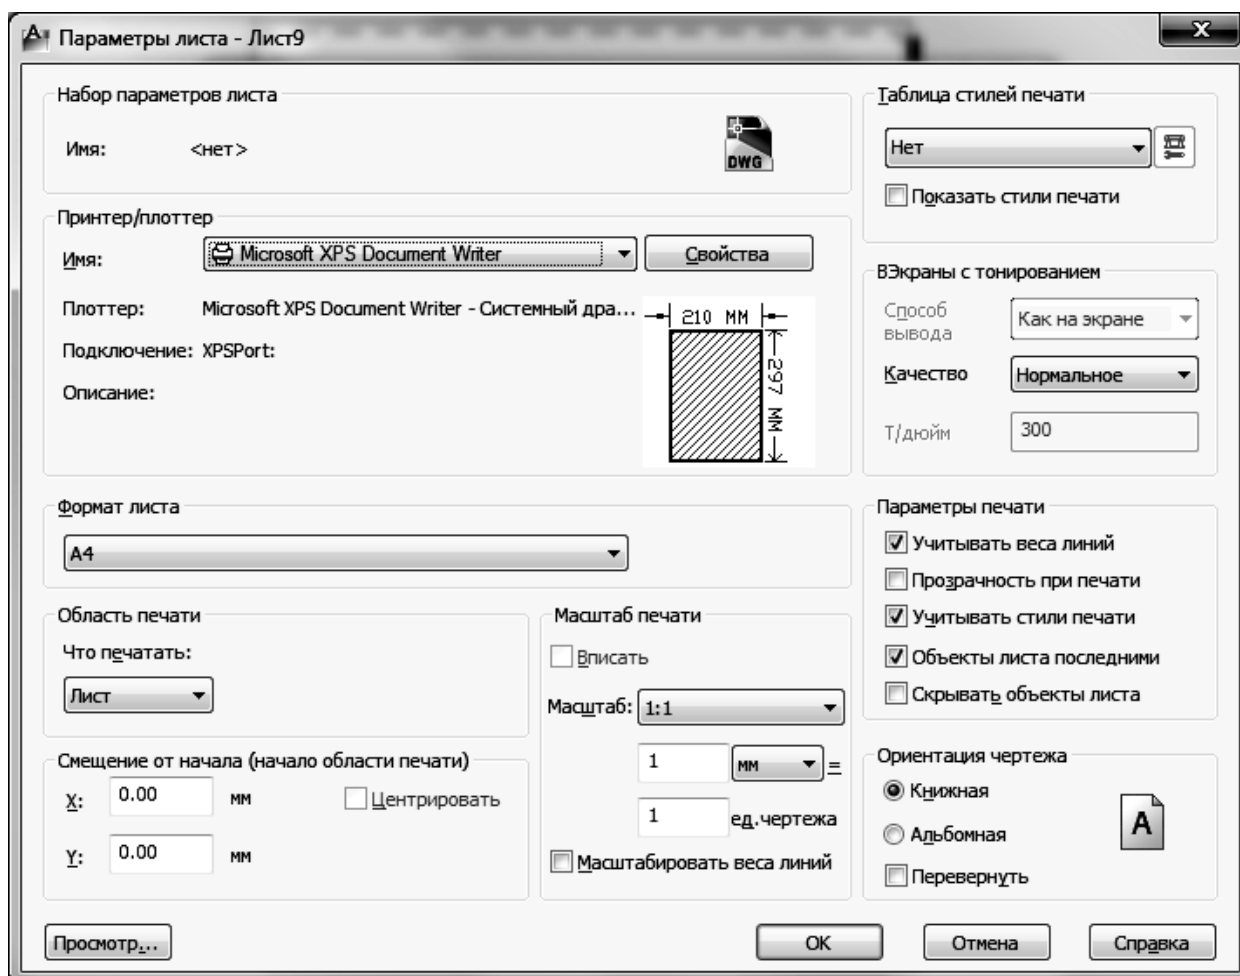 Параметры листа - Лист9
Набор параметров листа
Имя: <нет>
DWG
Таблица стилей печати
Нет
Показать стили печати
Принтер/плоттер
Имя: Microsoft XPS Document Writer Свойства
Плоттер: Microsoft XPS Document Writer - Системный дра...
Подключение: XPSPort:
Описание:
210 MM
297 MM
ВЭкраны с тонированием
Способ вывода Как на экране
Качество Нормальное
Т/дюйм 300
Формат листа
A4
Параметры печати
Учитывать веса линий
Прозрачность при печати
Учитывать стили печати
Объекты листа последними
Скрывать объекты листа
Область печати
Что печатать:
Лист
Масштаб печати
Вписать
Масштаб: 1:1
1 мм =
1 ед.чертежа
Масштабировать веса линий
Смещение от начала (начало области печати)
X: 0.00 мм Центрировать
Y: 0.00 мм
Ориентация чертежа
Книжная
Альбомная
Перевернуть
A
Просмотр... OK Отмена Справка